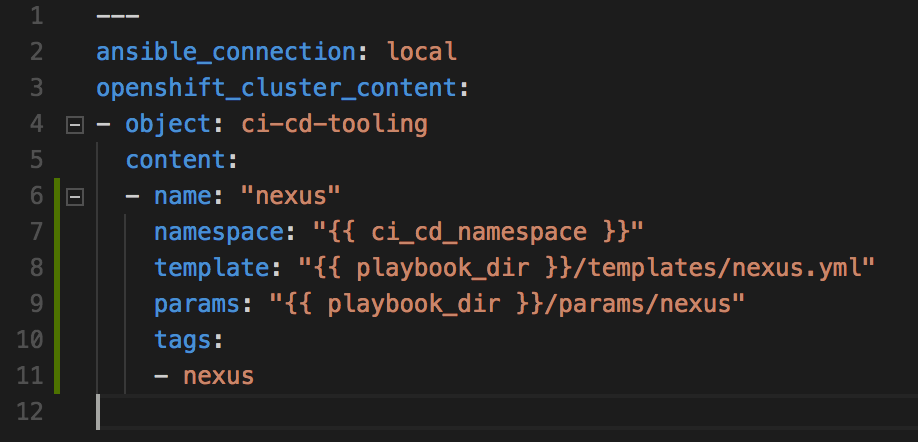 1 ---
2 ansible_connection: local
3 openshift_cluster_content:
4 - object: ci-cd-tooling
5   content:
6   - name: "nexus"
7     namespace: "{{ ci_cd_namespace }}"
8     template: "{{ playbook_dir }}/templates/nexus.yml"
9     params: "{{ playbook_dir }}/params/nexus"
10     tags:
11     - nexus
12